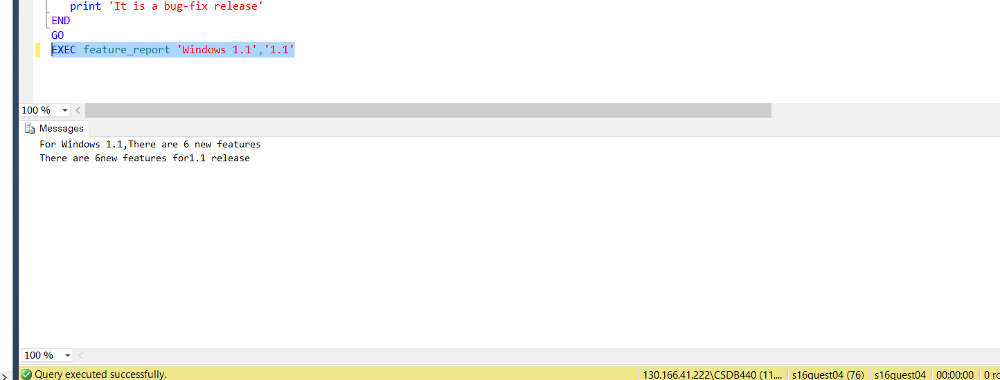 print 'It is a bug-fix release'
END
GO
EXEC feature_report 'Windows 1.1','1.1'
100 %
Messages
For Windows 1.1,There are 6 new features
There are 6new features for1.1 release
100 %
Query executed successfully.
130.166.41.222\CSDB440 (11.... s16guest04 (76) s16guest04 00:00:00 0 ro